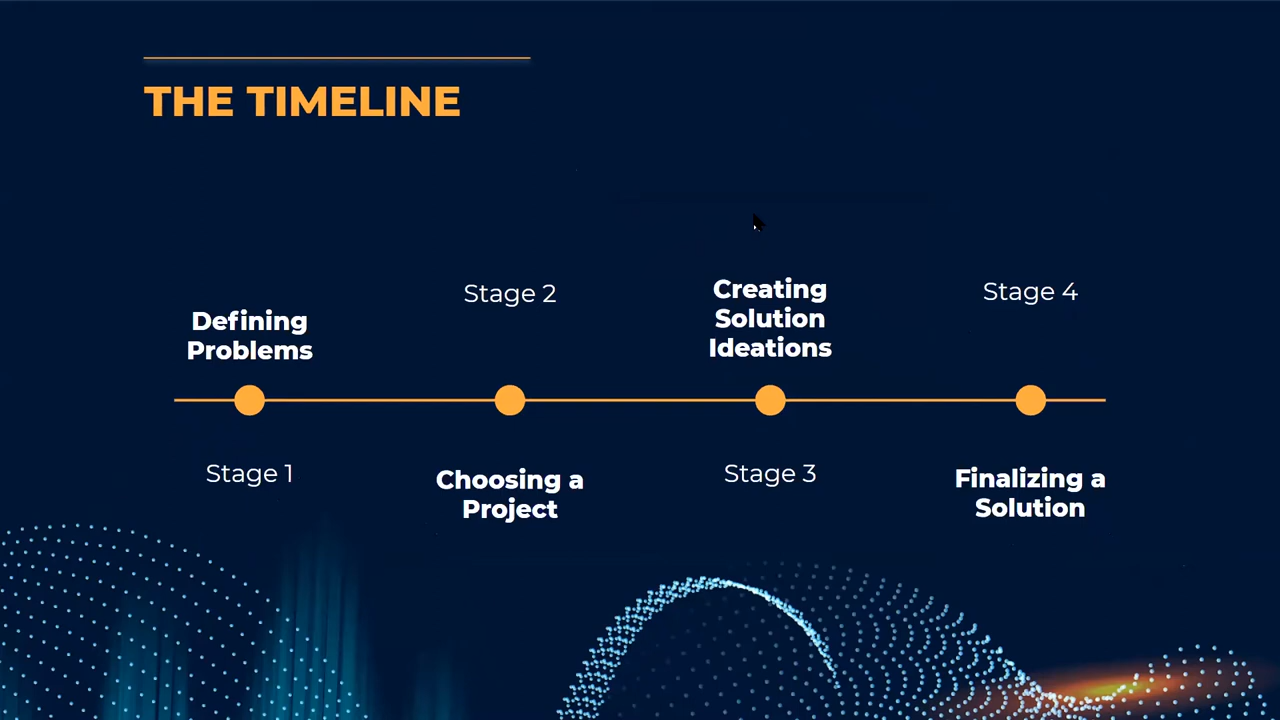 THE TIMELINE
Defining
Problems
Stage 1
Stage 2
Choosing a
Project
Creating
Solution
Ideations
Stage 3
Stage 4
Finalizing a
Solution